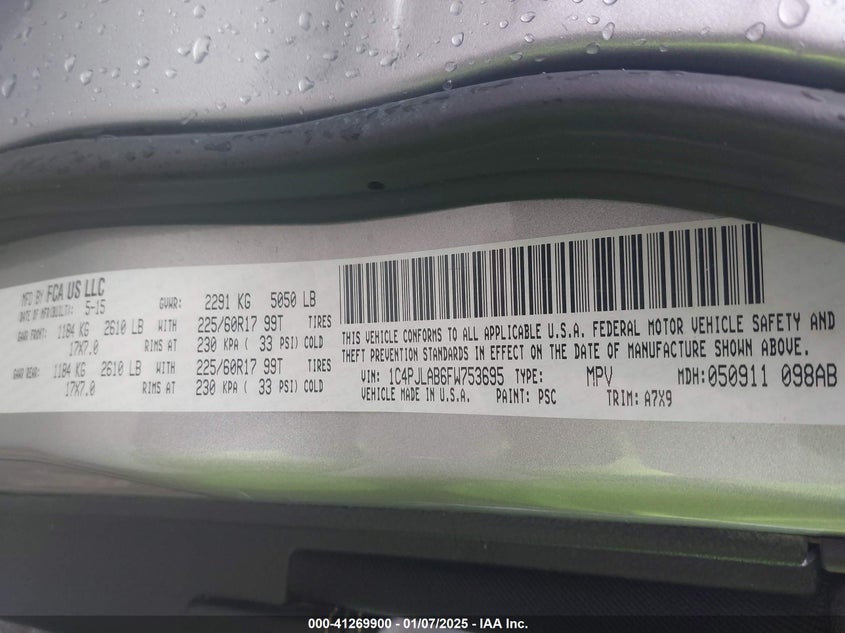 MFD BY FCA US LLC
DATE OF MFR(BUILT): 5-15 GVWR: 2291 KG 5050 LB
GAWR FRONT: 1184 KG 2610 LB WITH 225/60R17 99T TIRES
17X7.0 RIMS AT 230 KPA ( 33 PSI) COLD
GAWR REAR: 1184 KG 2610 LB WITH 225/60R17 99T TIRES
17X7.0 RIMS AT 230 KPA ( 33 PSI) COLD
THIS VEHICLE CONFORMS TO ALL APPLICABLE U.S.A. FEDERAL MOTOR VEHICLE SAFETY AND
THEFT PREVENTION STANDARDS IN EFFECT ON THE DATE OF MANUFACTURE SHOWN ABOVE.
VIN: 1C4PJLAB6FW753695 TYPE: MPV MDH:050911 098AB
VEHICLE MADE IN U.S.A. PAINT: PSC TRIM: A7X9
000-41269900 - 01/07/2025 - IAA Inc.